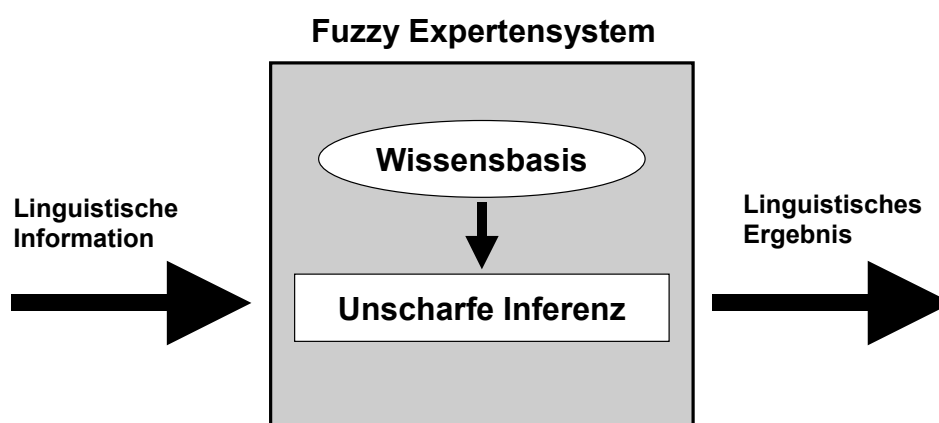 Fuzzy Expertensystem
Wissensbasis
Linguistische
Information
Unscharfe Inferenz
Linguistisches
Ergebnis